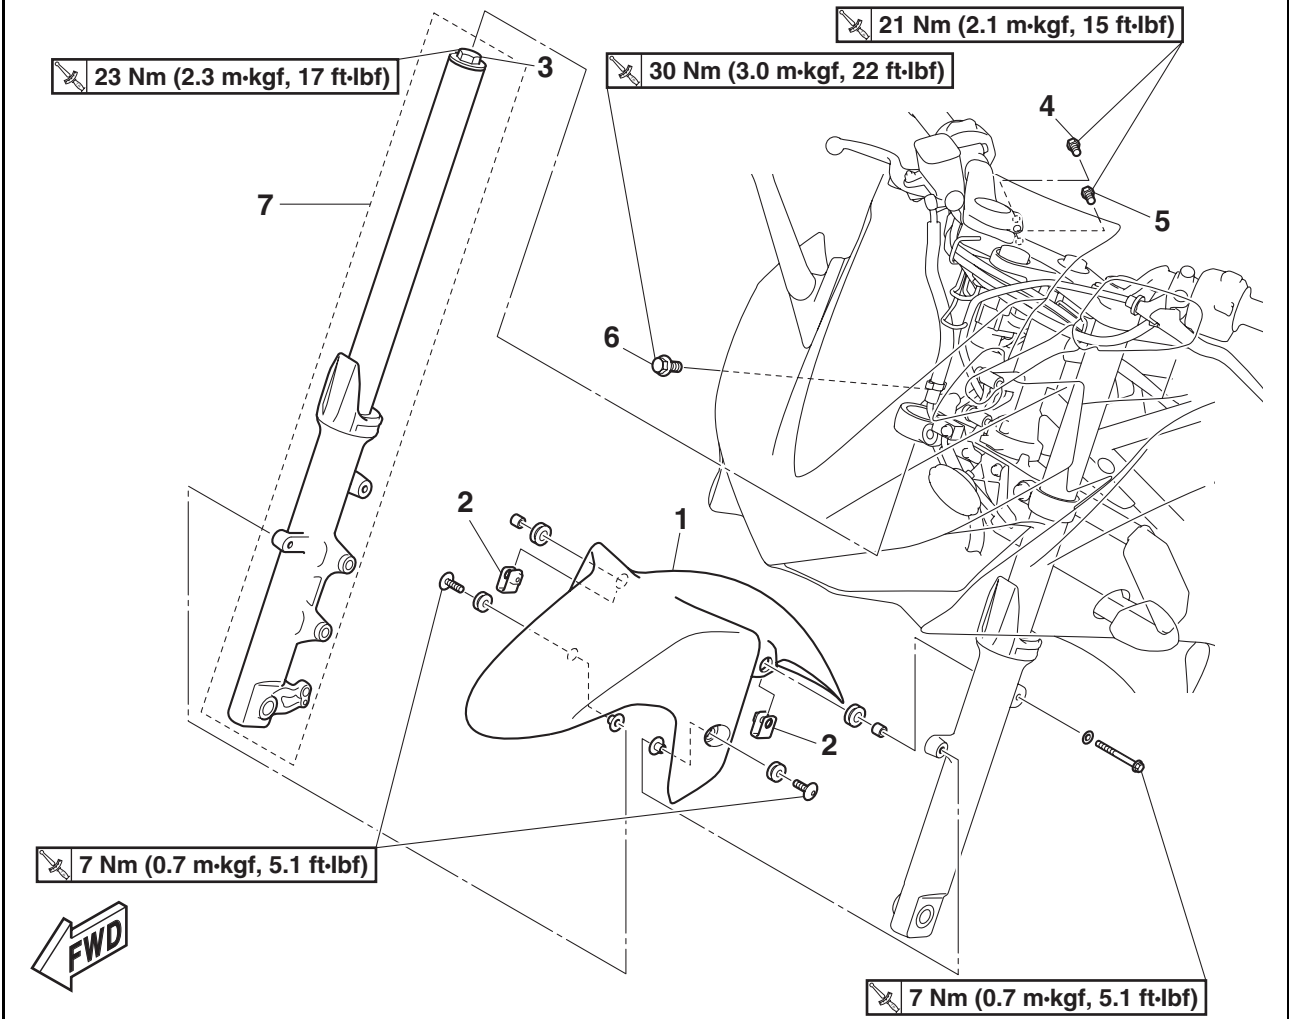 21 Nm (2.1 m•kgf, 15 ft•lbf)
23 Nm (2.3 m•kgf, 17 ft•lbf)
3
30 Nm (3.0 m•kgf, 22 ft•lbf)
4
7
5
6
2
1
2
7 Nm (0.7 m•kgf, 5.1 ft•lbf)
FWD
7 Nm (0.7 m•kgf, 5.1 ft•lbf)